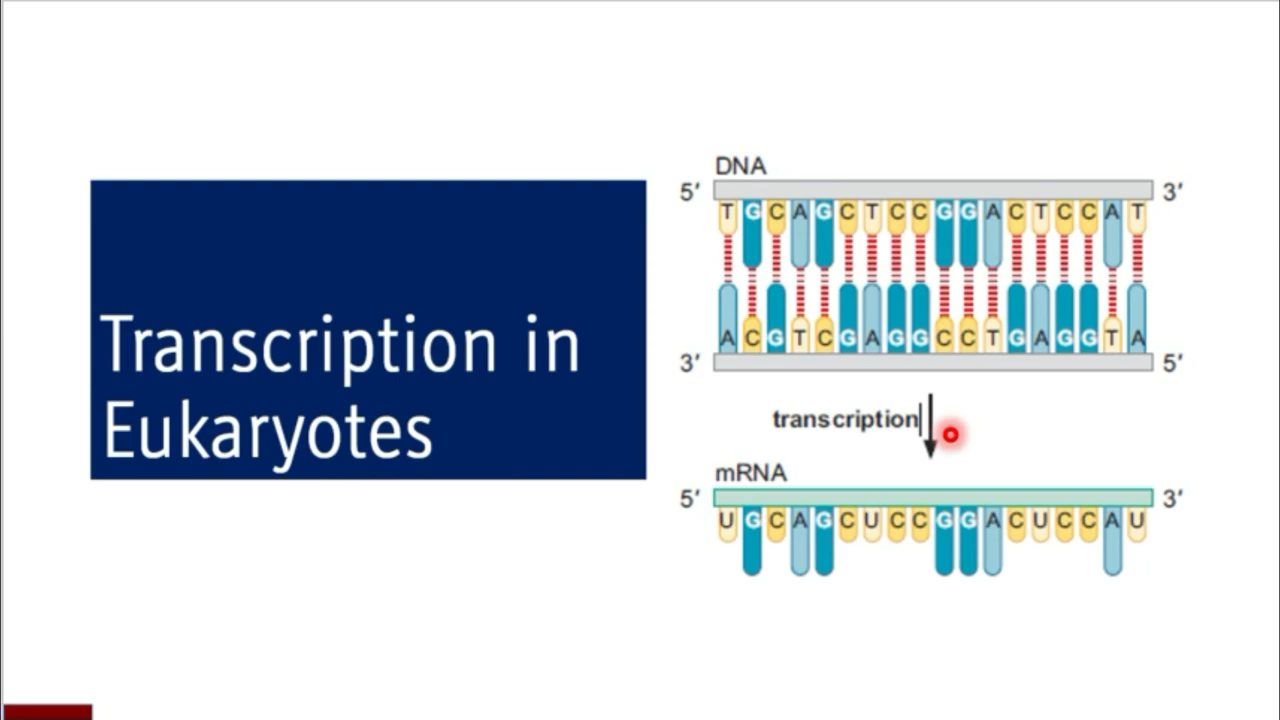 Transcription in
Eukaryotes
DNA
5′ 3′
T G C A G C T C C G G A C T C C A T
A C G T C G A G G C C T G A G G T A
3′ 5′
transcription
mRNA
5′ 3′
U G C A G C U C C G G A C U C C A U